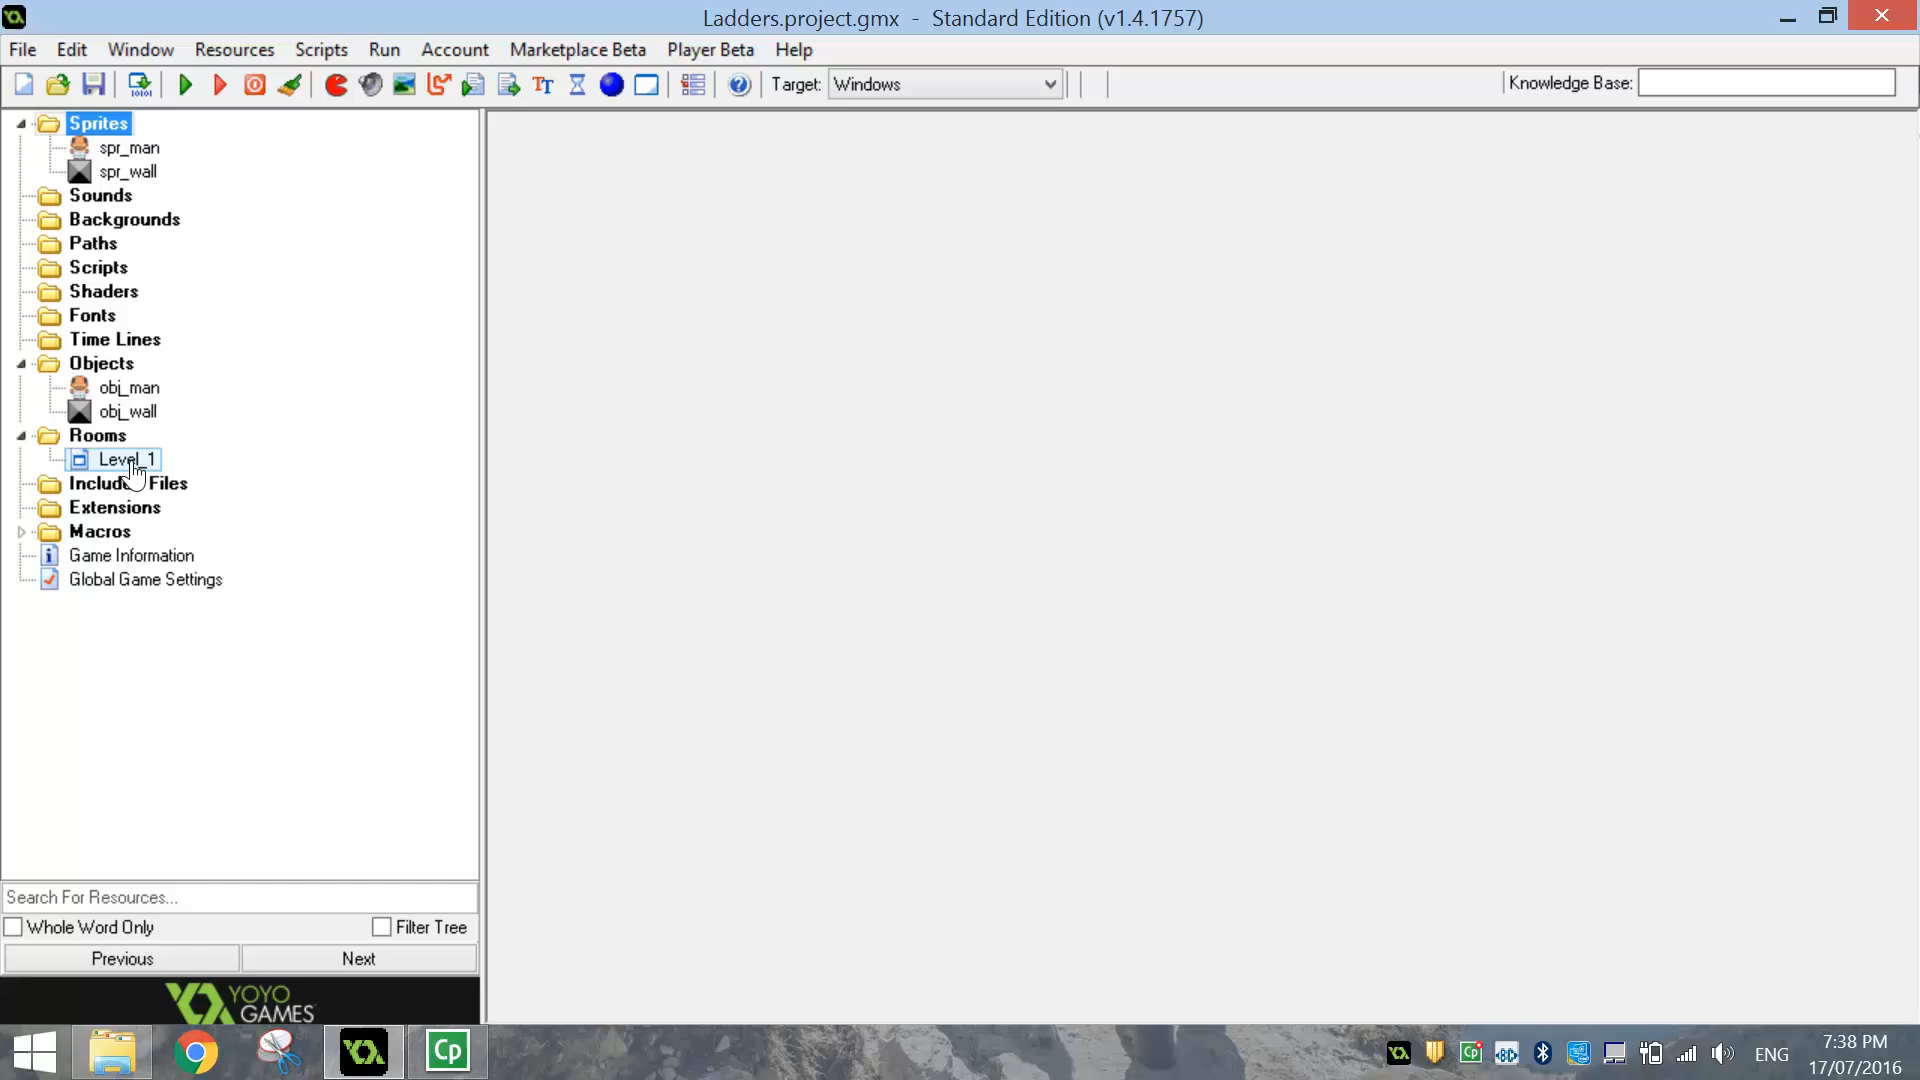 Ladders.project.gmx - Standard Edition (v1.4.1757)
File Edit Window Resources Scripts Run Account Marketplace Beta Player Beta Help
Target: Windows Knowledge Base:
Sprites
spr_man
spr_wall
Sounds
Backgrounds
Paths
Scripts
Shaders
Fonts
Time Lines
Objects
obj_man
obj_wall
Rooms
Level_1
Files
Extensions
Macros
Game Information
Global Game Settings
Search For Resources...
Whole Word Only Filter Tree
Previous Next
YOYO
GAMES
Cp
ENG
7:38 PM
17/07/2016